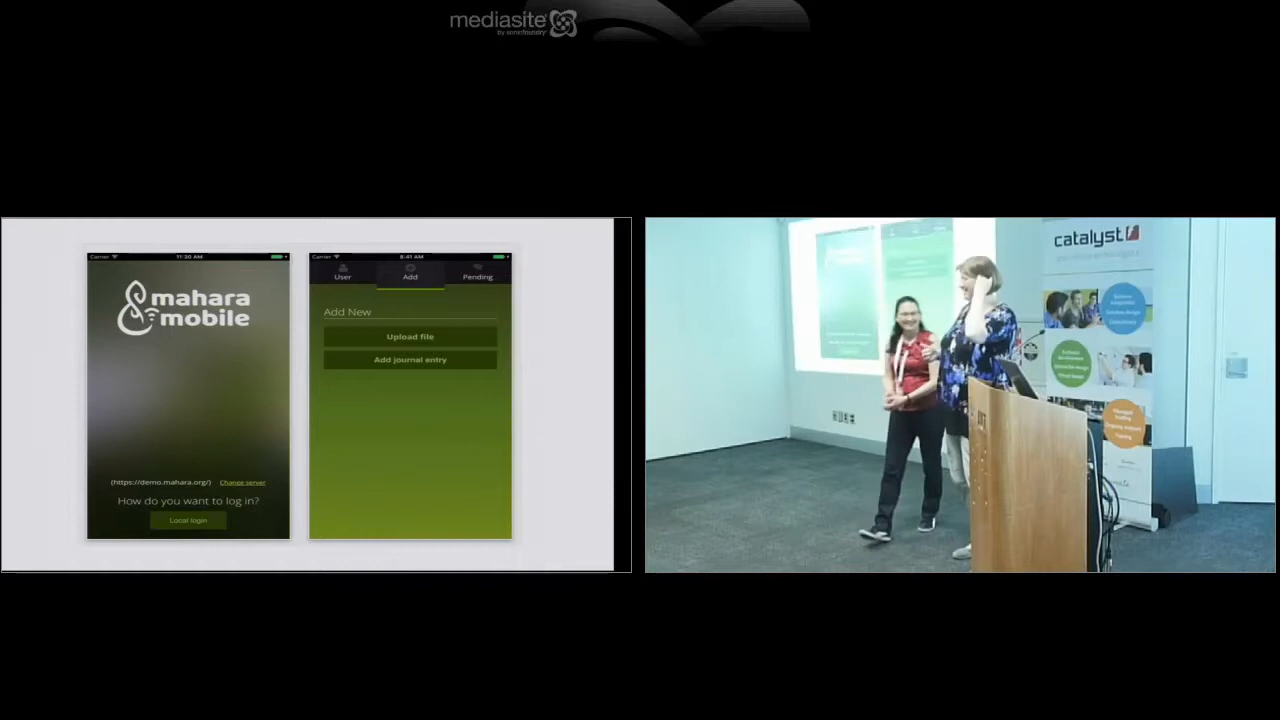 mediasite
by sonicfoundry
Carrier 11:20 AM
mahara
mobile
(https://demo.mahara.org/) Change server
How do you want to log in?
Local login
Carrier 8:41 AM
User Add Pending
Add New
Upload file
Add journal entry
catalyst